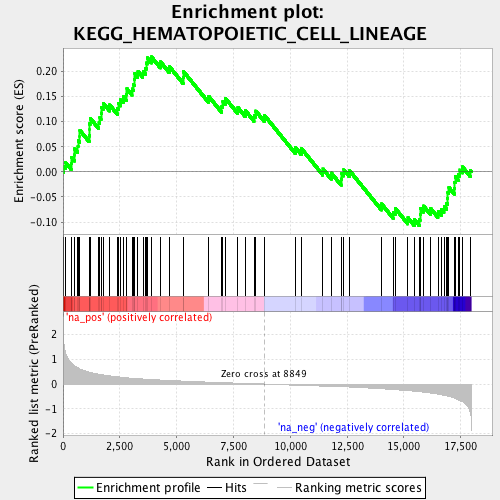 Enrichment plot:
KEGG_HEMATOPOIETIC_CELL_LINEAGE
Enrichment score (ES)
0.20
0.15
0.10
0.05
0.00
-0.05
-0.10
'na_pos' (positively correlated)
Ranked list metric (PreRanked)
2
1
0
-1
-2
Zero cross at 8849
'na_neg' (negatively correlated)
0
2,500
5,000
7,500
10,000
12,500
15,000
17,500
Rank in Ordered Dataset
Enrichment profile
Hits
Ranking metric scores